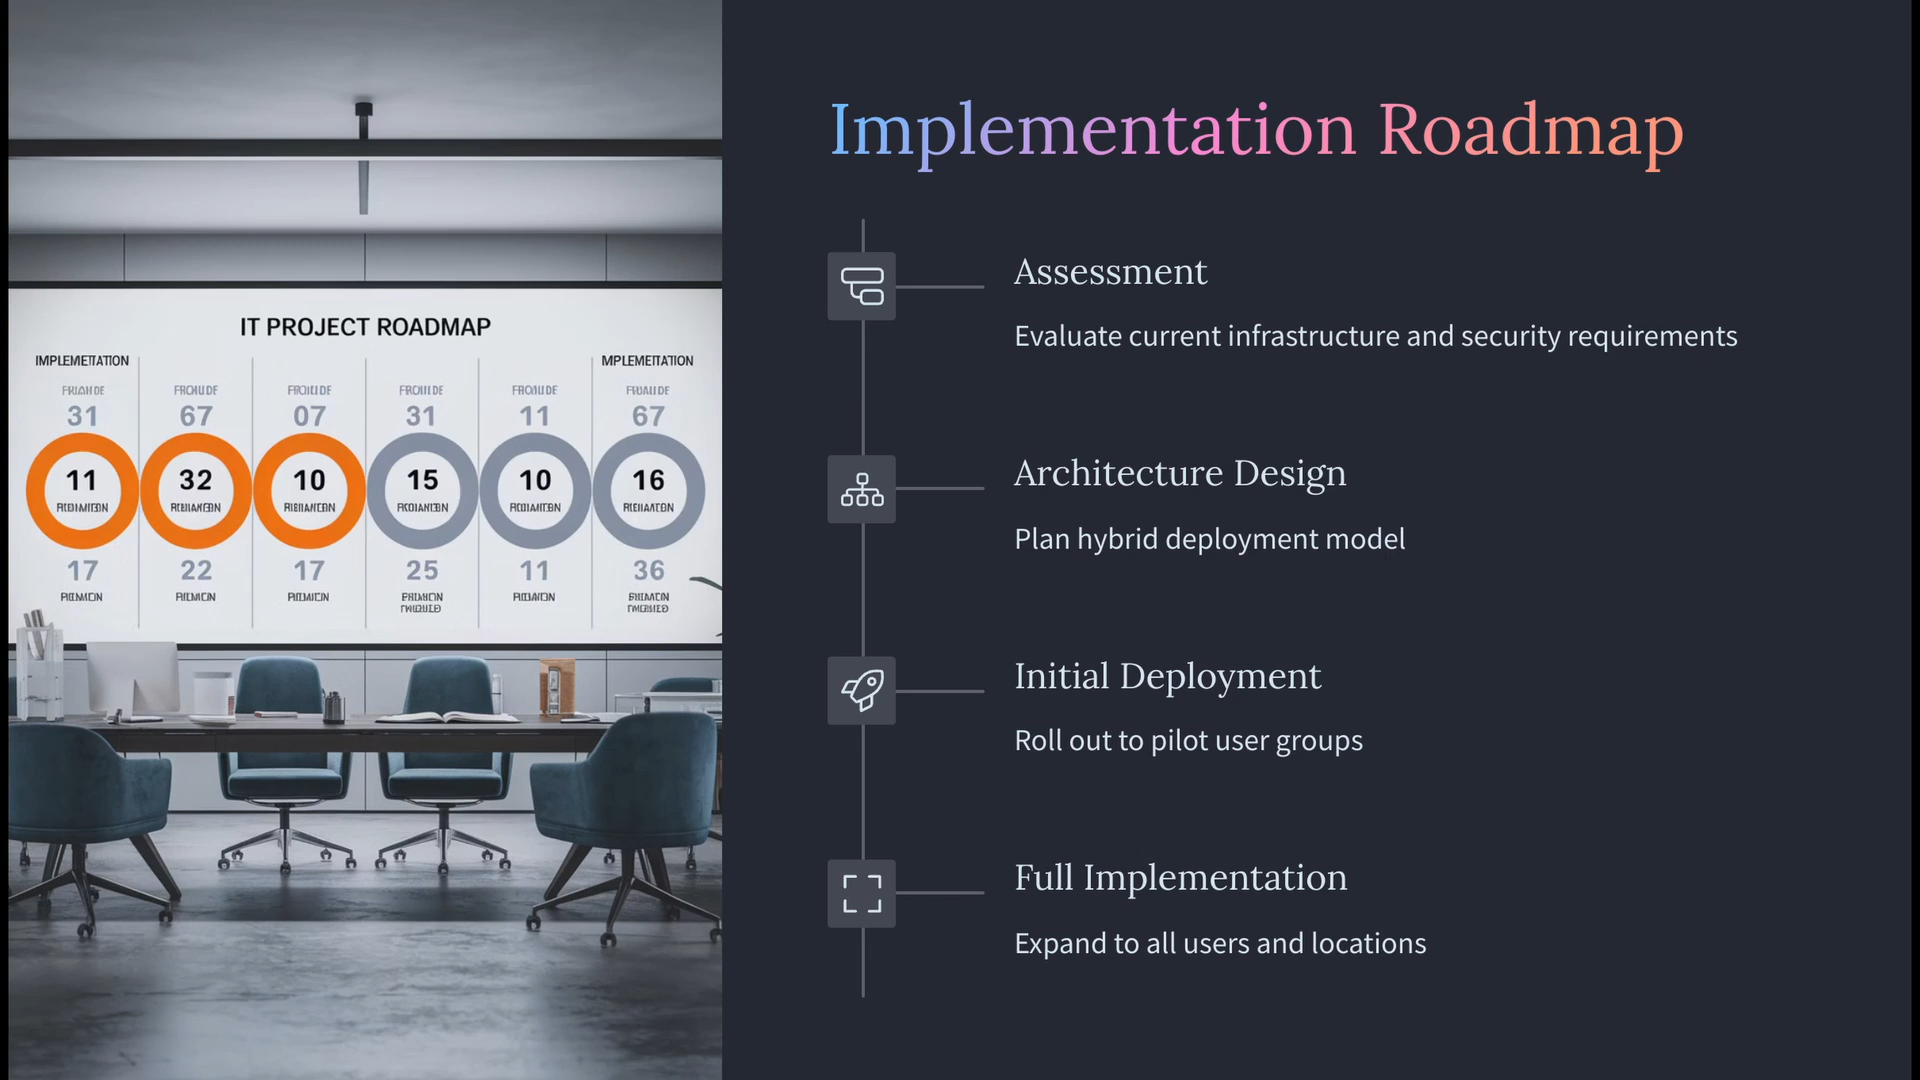 Implementation Roadmap
Assessment
Evaluate current infrastructure and security requirements
Architecture Design
Plan hybrid deployment model
Initial Deployment
Roll out to pilot user groups
Full Implementation
Expand to all users and locations
IT PROJECT ROADMAP
IMPLEMETATION MPLEMETATION
31 67 07 31 11 67
11 32 10 15 10 16
17 22 17 25 11 36